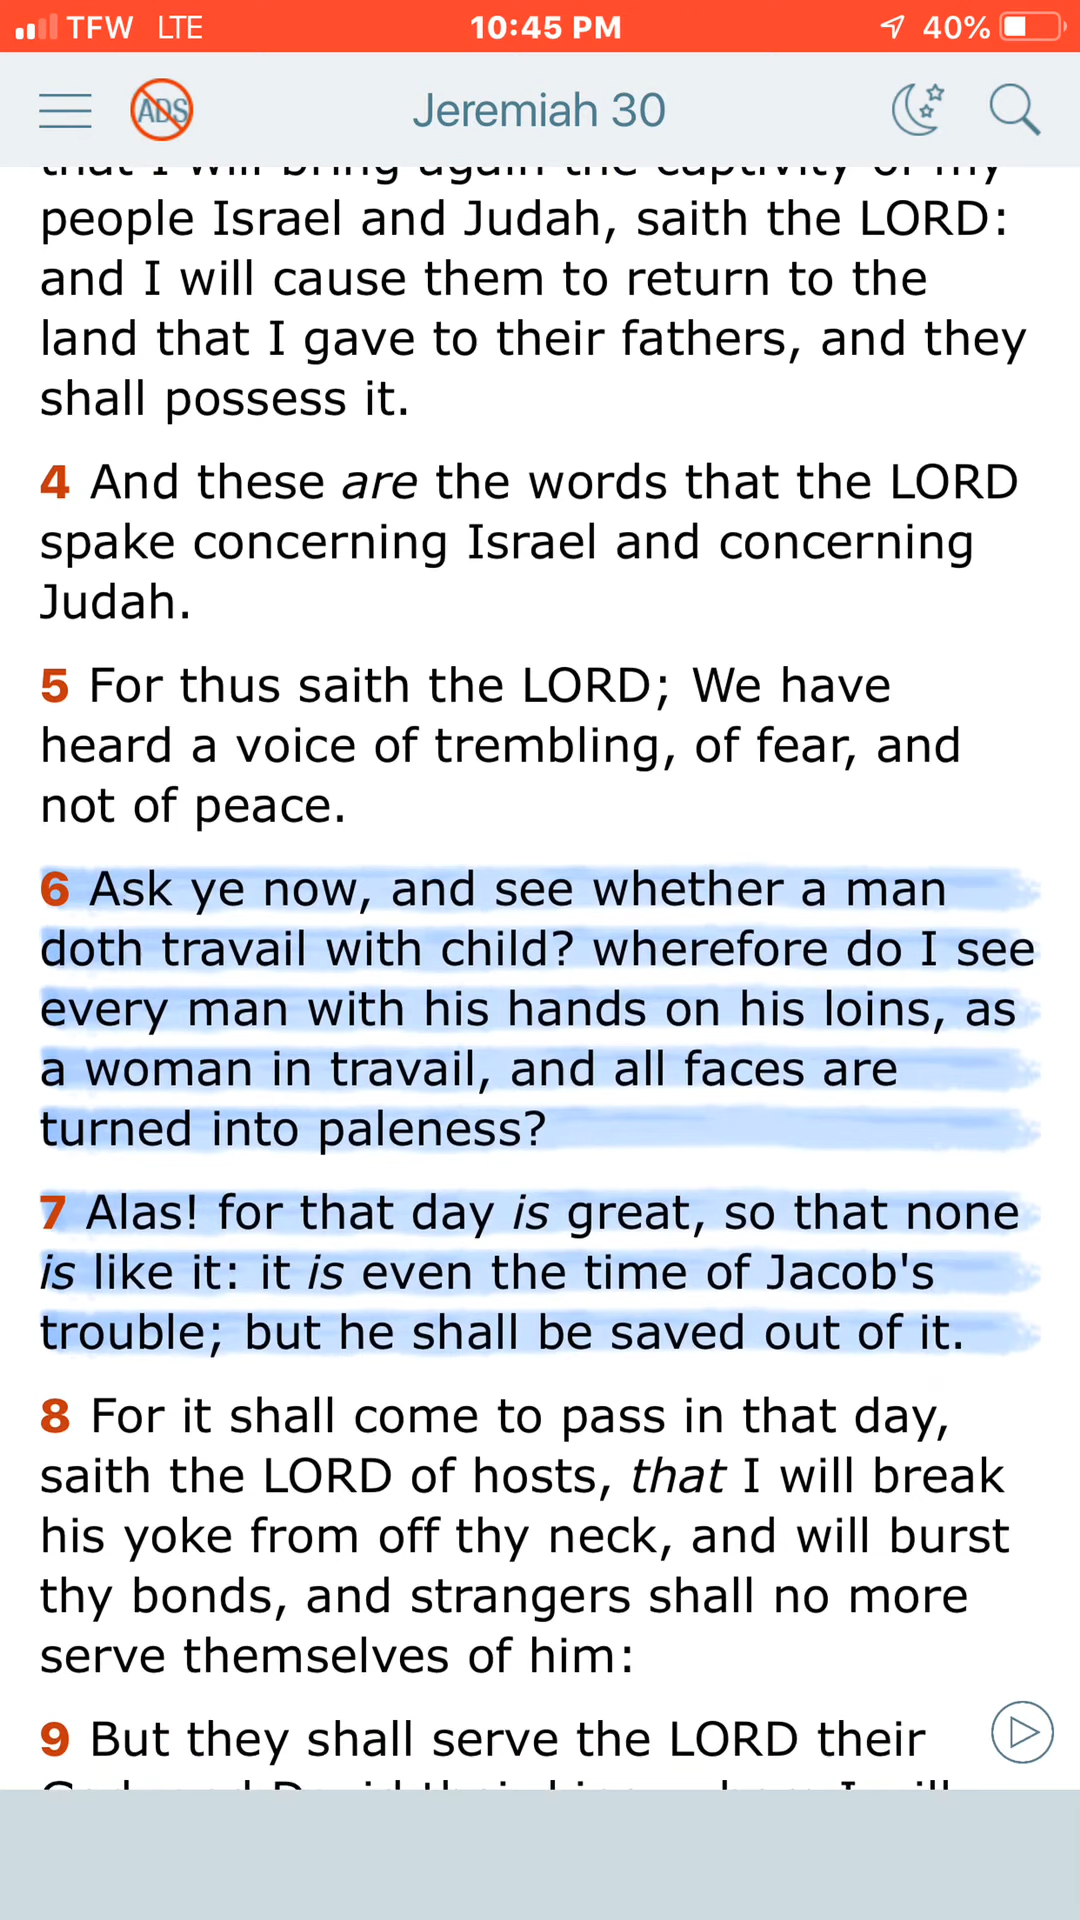 TFW LTE 10:45 PM 40%
ADS Jeremiah 30
that I will bring again the captivity of my
people Israel and Judah, saith the LORD:
and I will cause them to return to the
land that I gave to their fathers, and they
shall possess it.
4 And these are the words that the LORD
spake concerning Israel and concerning
Judah.
5 For thus saith the LORD; We have
heard a voice of trembling, of fear, and
not of peace.
6 Ask ye now, and see whether a man
doth travail with child? wherefore do I see
every man with his hands on his loins, as
a woman in travail, and all faces are
turned into paleness?
7 Alas! for that day is great, so that none
is like it: it is even the time of Jacob's
trouble; but he shall be saved out of it.
8 For it shall come to pass in that day,
saith the LORD of hosts, that I will break
his yoke from off thy neck, and will burst
thy bonds, and strangers shall no more
serve themselves of him:
9 But they shall serve the LORD their